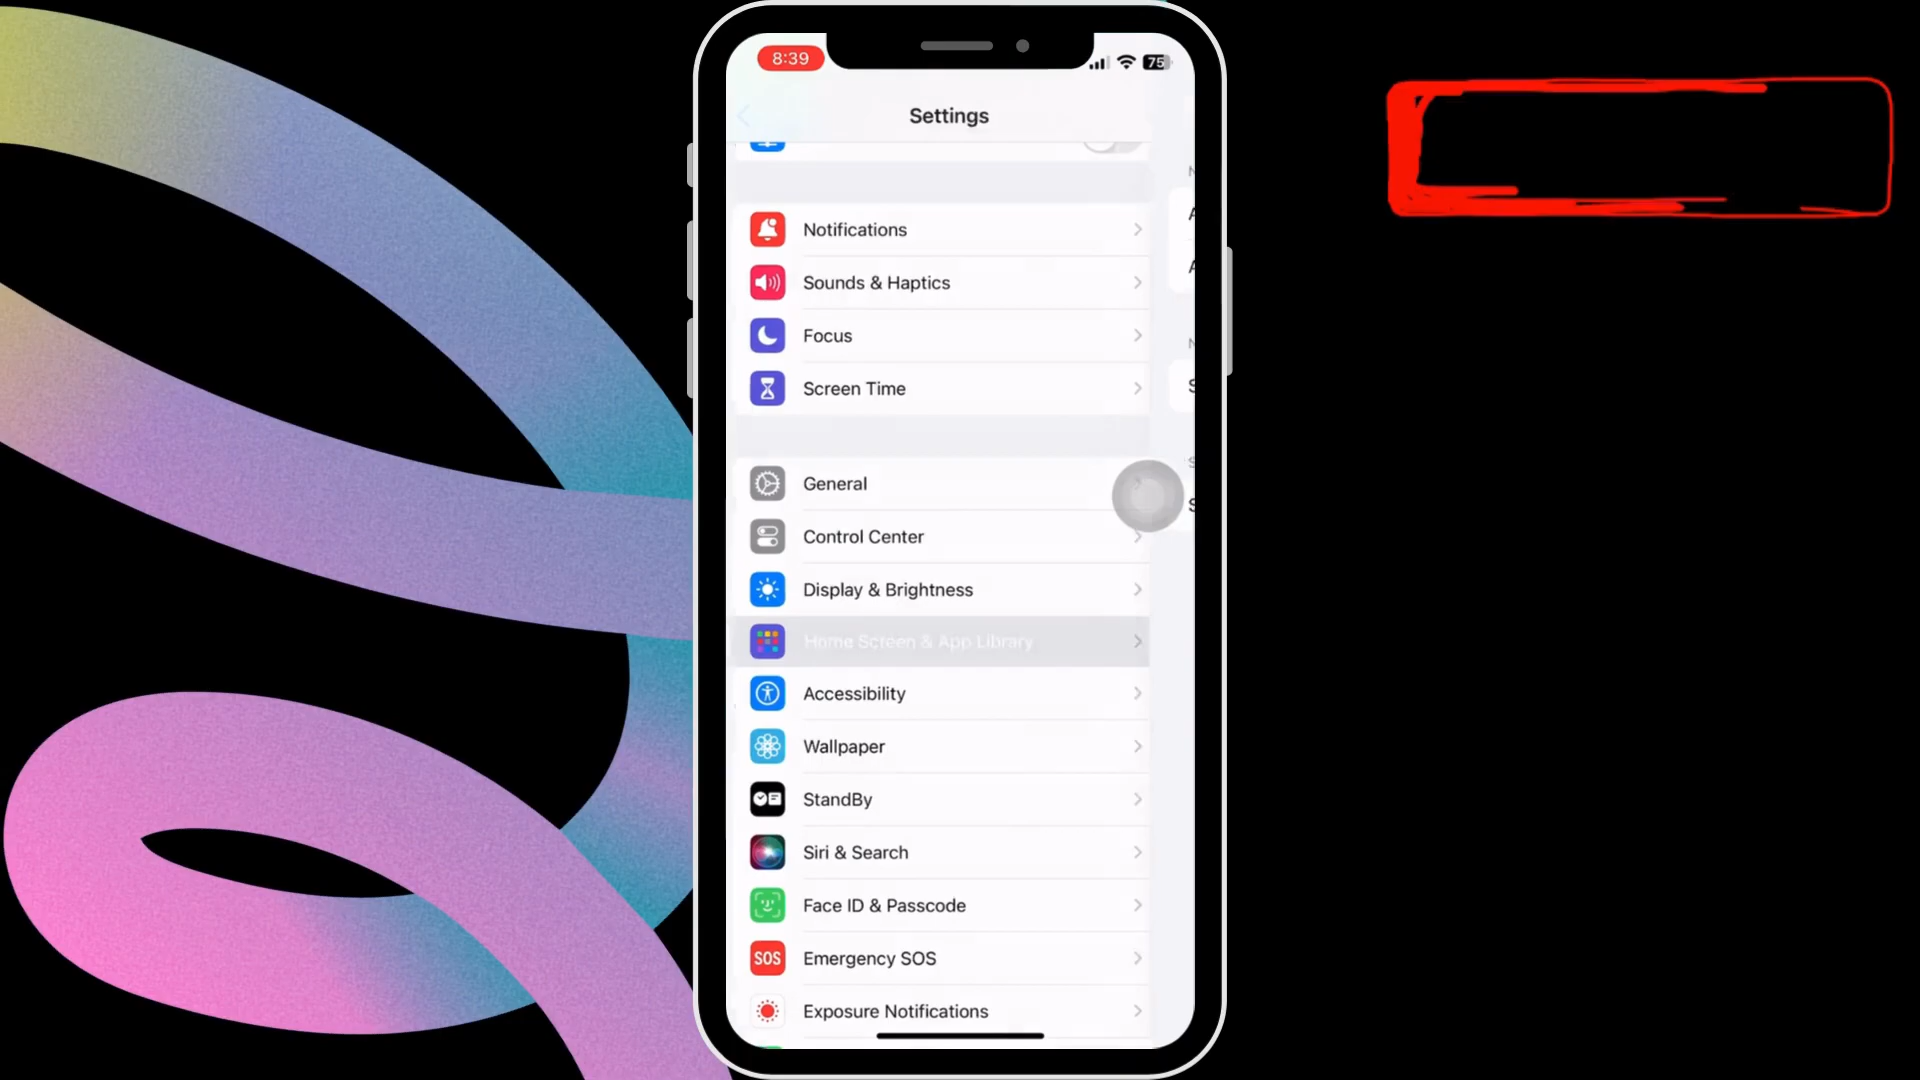 8:39
75
Settings
Notifications
Sounds & Haptics
Focus
Screen Time
General
Control Center
Display & Brightness
Home Screen & App Library
Accessibility
Wallpaper
StandBy
Siri & Search
Face ID & Passcode
SOS Emergency SOS
Exposure Notifications